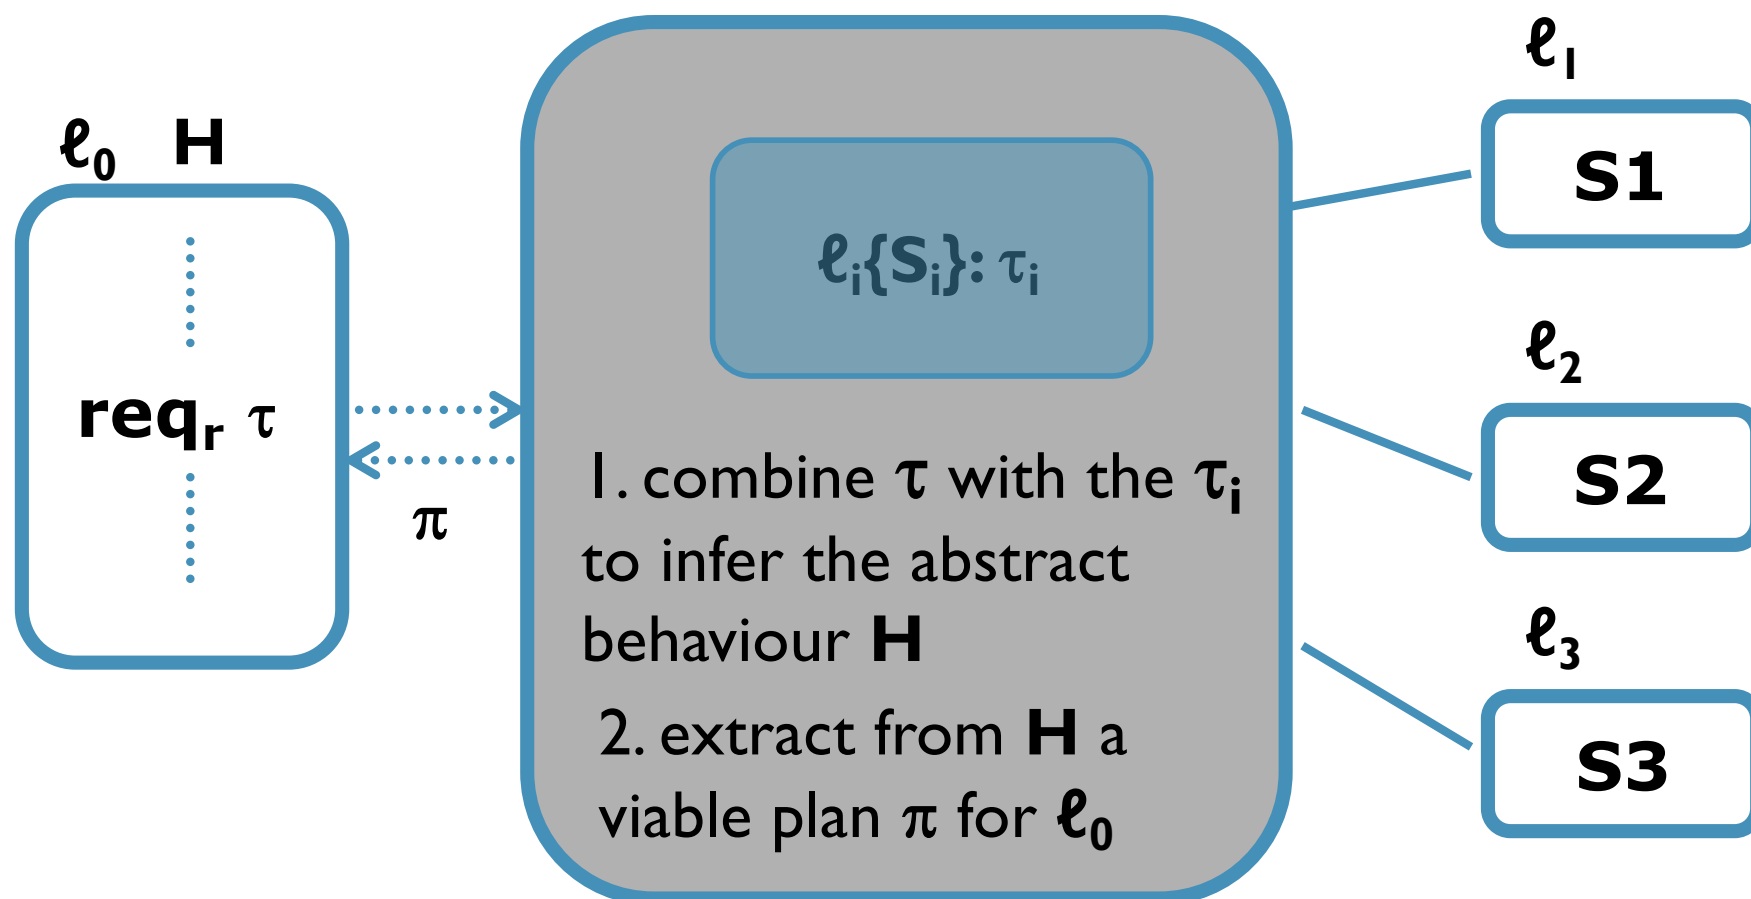 ℓ₀ H
reqᵣ τ
π
ℓᵢ{Sᵢ}: τᵢ
1. combine τ with the τᵢ
to infer the abstract
behaviour H
2. extract from H a
viable plan π for ℓ₀
ℓ₁
S1
ℓ₂
S2
ℓ₃
S3